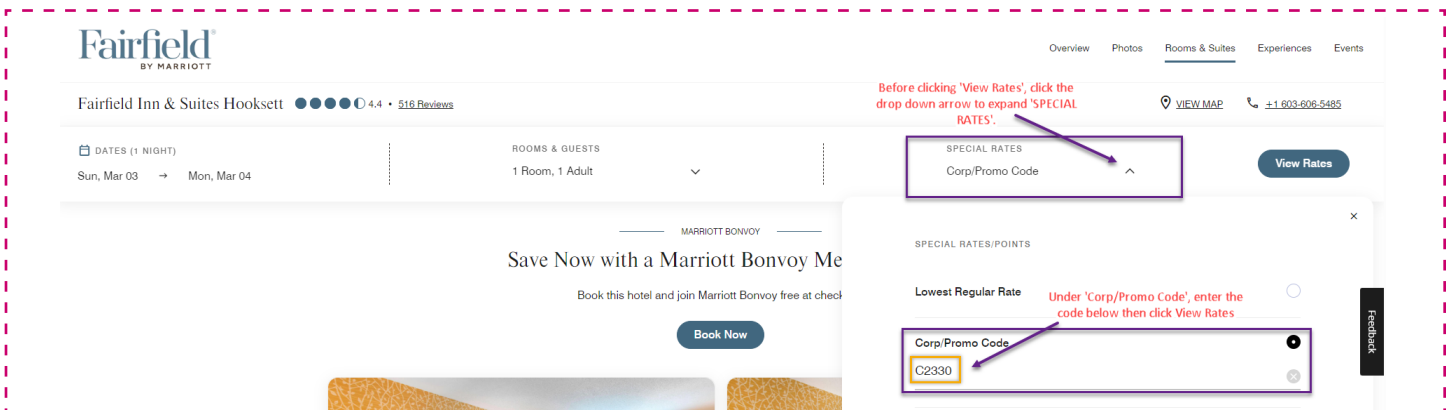 Fairfield
BY MARRIOTT
Overview Photos Rooms & Suites Experiences Events
Fairfield Inn & Suites Hooksett 4.4 • 516 Reviews
Before clicking 'View Rates', click the
drop down arrow to expand 'SPECIAL
RATES'.
VIEW MAP +1 603-606-5485
DATES (1 NIGHT)
Sun, Mar 03 → Mon, Mar 04
ROOMS & GUESTS
1 Room, 1 Adult
SPECIAL RATES
Corp/Promo Code
View Rates
MARRIOTT BONVOY
Save Now with a Marriott Bonvoy Me
Book this hotel and join Marriott Bonvoy free at check
Book Now
×
SPECIAL RATES/POINTS
Lowest Regular Rate
Under 'Corp/Promo Code', enter the
code below then click View Rates
Corp/Promo Code
C2330
Feedback